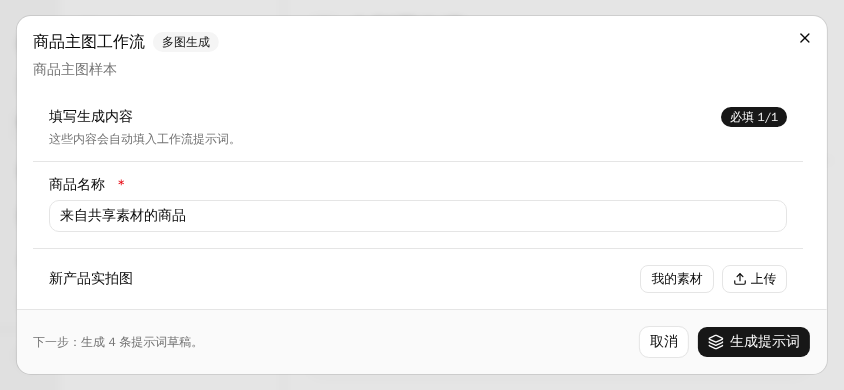 商品主图工作流 多图生成
商品主图样本
填写生成内容 必填 1/1
这些内容会自动填入工作流提示词。
商品名称 *
来自共享素材的商品
新产品实拍图 我的素材 上传
下一步：生成 4 条提示词草稿。 取消 生成提示词